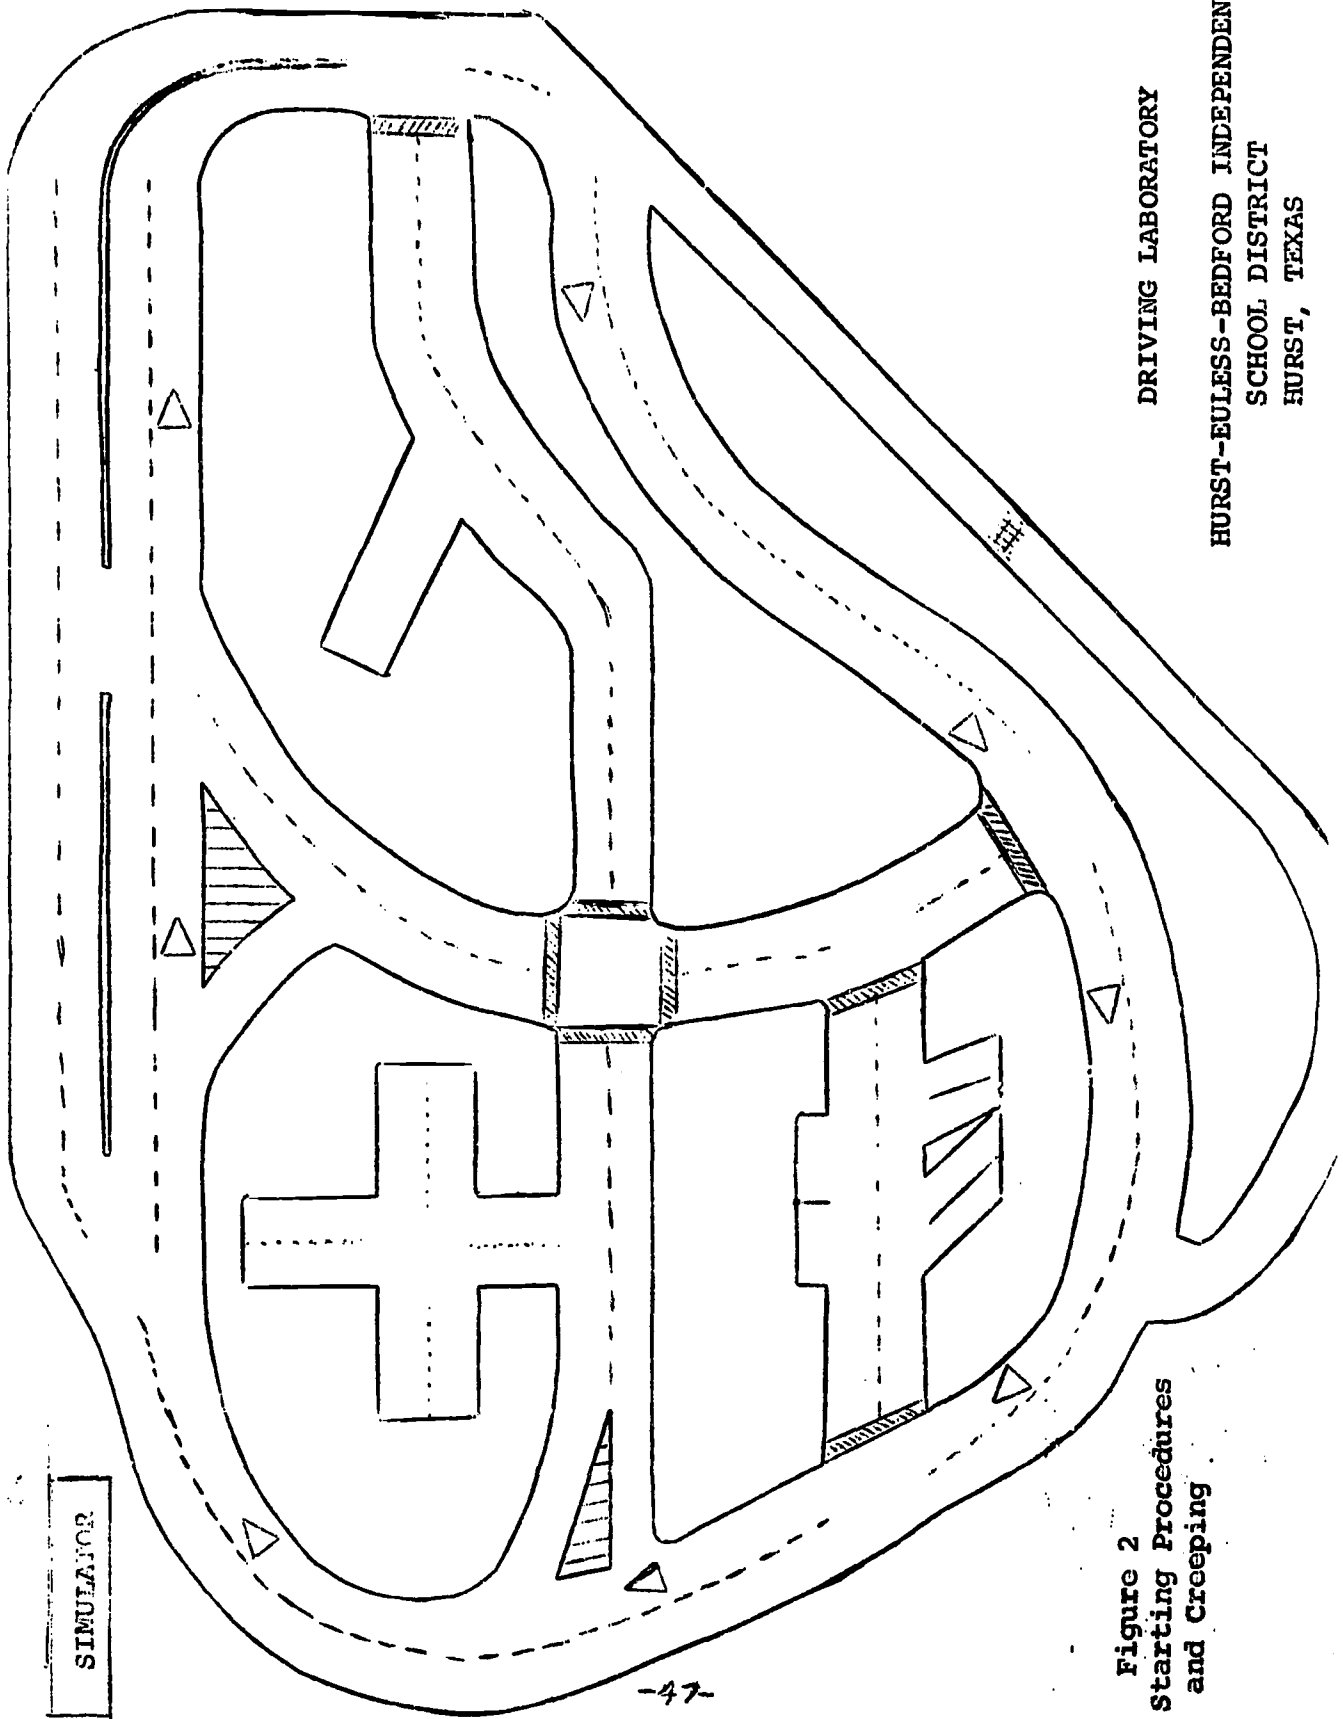 SIMULATOR
DRIVING LABORATORY
HURST-EULESS-BEDFORD INDEPENDEN
SCHOOL DISTRICT
HURST, TEXAS
Figure 2
Starting Procedures
and Creeping
-47-